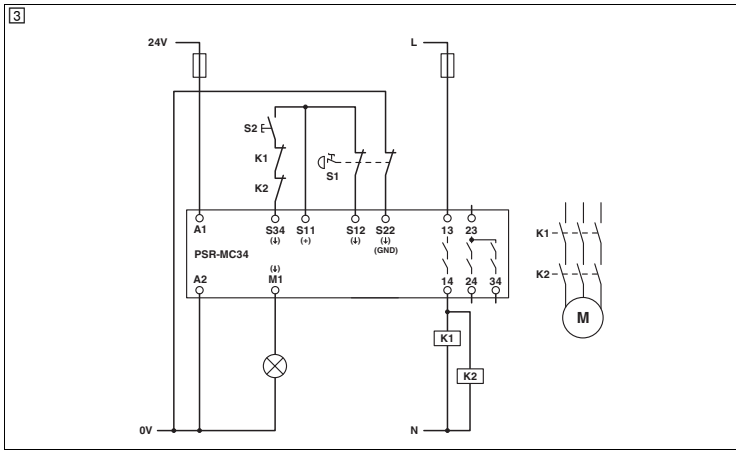 3
24V
L
S2
K1
K2
S1
A1
S34
(↓)
S11
(+)
S12
(↓)
S22
(↓)
(GND)
13
23
PSR-MC34
A2
(↓)
M1
14
24
34
K1
K2
0V
N
K1
K2
M